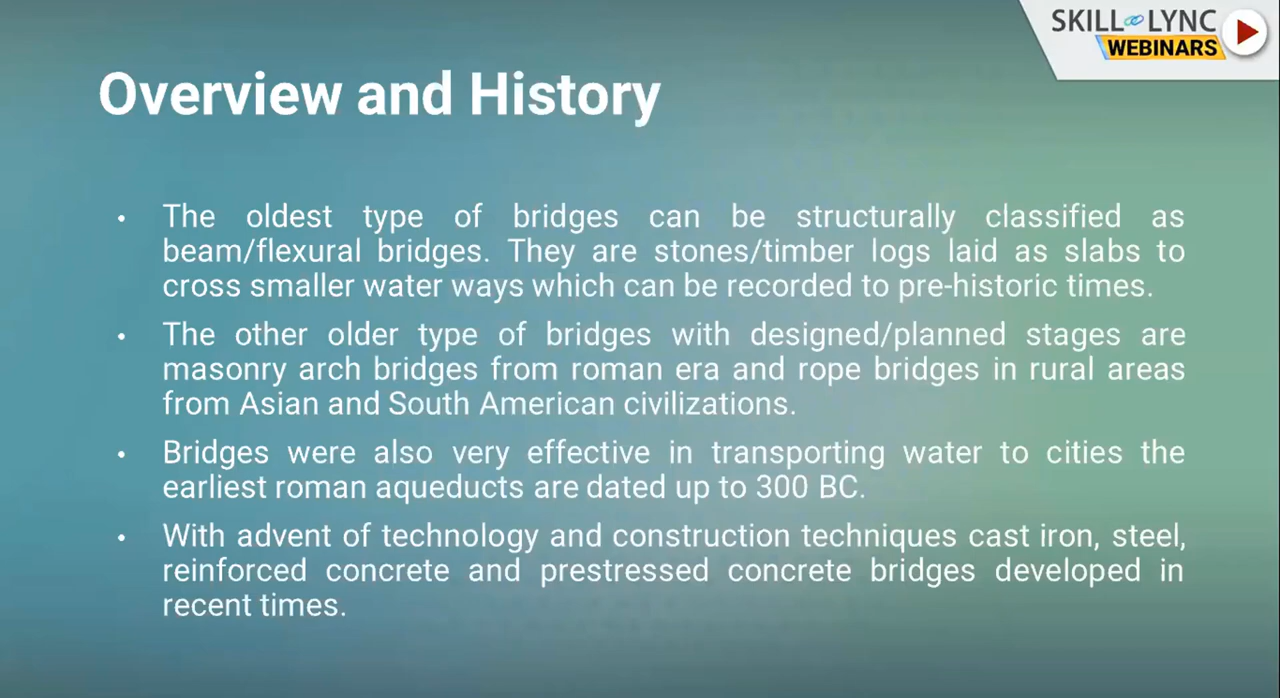 SKILL LYNC
WEBINARS
Overview and History
• The oldest type of bridges can be structurally classified as
beam/flexural bridges. They are stones/timber logs laid as slabs to
cross smaller water ways which can be recorded to pre-historic times.
• The other older type of bridges with designed/planned stages are
masonry arch bridges from roman era and rope bridges in rural areas
from Asian and South American civilizations.
• Bridges were also very effective in transporting water to cities the
earliest roman aqueducts are dated up to 300 BC.
• With advent of technology and construction techniques cast iron, steel,
reinforced concrete and prestressed concrete bridges developed in
recent times.